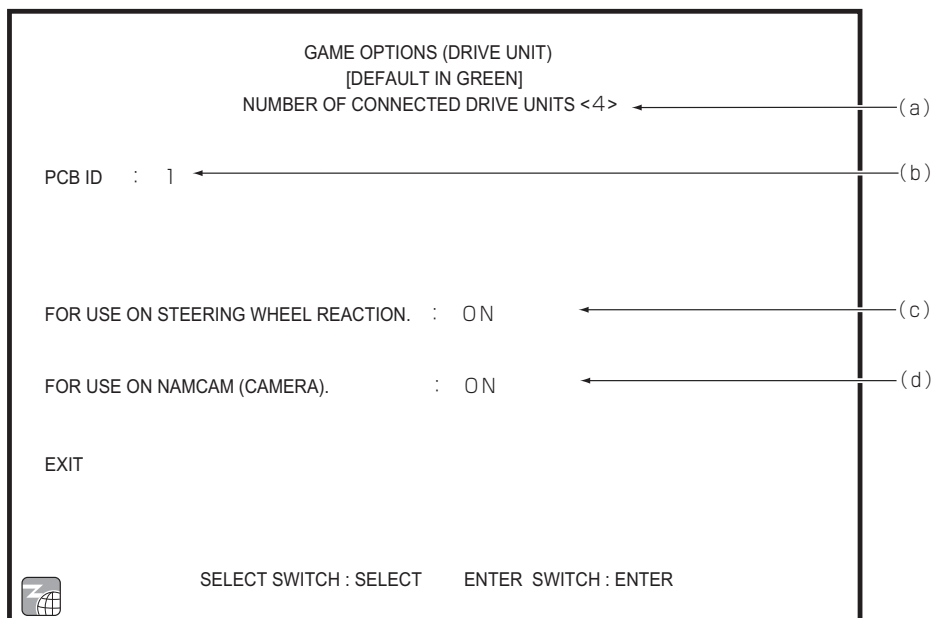 GAME OPTIONS (DRIVE UNIT)
[DEFAULT IN GREEN]
NUMBER OF CONNECTED DRIVE UNITS <4>
(a)
PCB ID : 1
(b)
FOR USE ON STEERING WHEEL REACTION. : ON
(c)
FOR USE ON NAMCAM (CAMERA). : ON
(d)
EXIT
SELECT SWITCH : SELECT ENTER SWITCH : ENTER